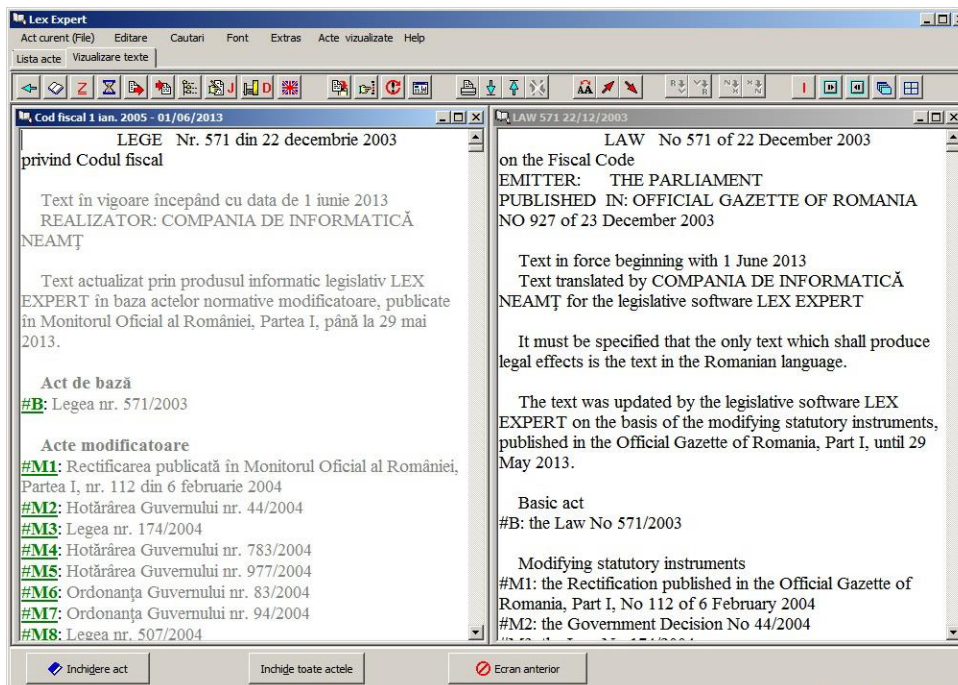 Lex Expert
Act curent (File) Editare Cautari Font Extras Acte vizualizate Help
Lista acte Vizualizare texte
Z J D AA R V V R N M X M I
Cod fiscal 1 ian. 2005 - 01/06/2013
LEGE Nr. 571 din 22 decembrie 2003
privind Codul fiscal
Text în vigoare începând cu data de 1 iunie 2013
REALIZATOR: COMPANIA DE INFORMATICĂ
NEAMŢ
Text actualizat prin produsul informatic legislativ LEX
EXPERT în baza actelor normative modificatoare, publicate
în Monitorul Oficial al României, Partea I, până la 29 mai
2013.
Act de bază
#B: Legea nr. 571/2003
Acte modificatoare
#M1: Rectificarea publicată în Monitorul Oficial al României,
Partea I, nr. 112 din 6 februarie 2004
#M2: Hotărârea Guvernului nr. 44/2004
#M3: Legea nr. 174/2004
#M4: Hotărârea Guvernului nr. 783/2004
#M5: Hotărârea Guvernului nr. 977/2004
#M6: Ordonanţa Guvernului nr. 83/2004
#M7: Ordonanţa Guvernului nr. 94/2004
#M8: Legea nr. 507/2004
LAW 571 22/12/2003
LAW No 571 of 22 December 2003
on the Fiscal Code
EMITTER: THE PARLIAMENT
PUBLISHED IN: OFFICIAL GAZETTE OF ROMANIA
NO 927 of 23 December 2003
Text in force beginning with 1 June 2013
Text translated by COMPANIA DE INFORMATICĂ
NEAMŢ for the legislative software LEX EXPERT
It must be specified that the only text which shall produce
legal effects is the text in the Romanian language.
The text was updated by the legislative software LEX
EXPERT on the basis of the modifying statutory instruments,
published in the Official Gazette of Romania, Part I, until 29
May 2013.
Basic act
#B: the Law No 571/2003
Modifying statutory instruments
#M1: the Rectification published in the Official Gazette of
Romania, Part I, No 112 of 6 February 2004
#M2: the Government Decision No 44/2004
Inchidere act Inchide toate actele Ecran anterior